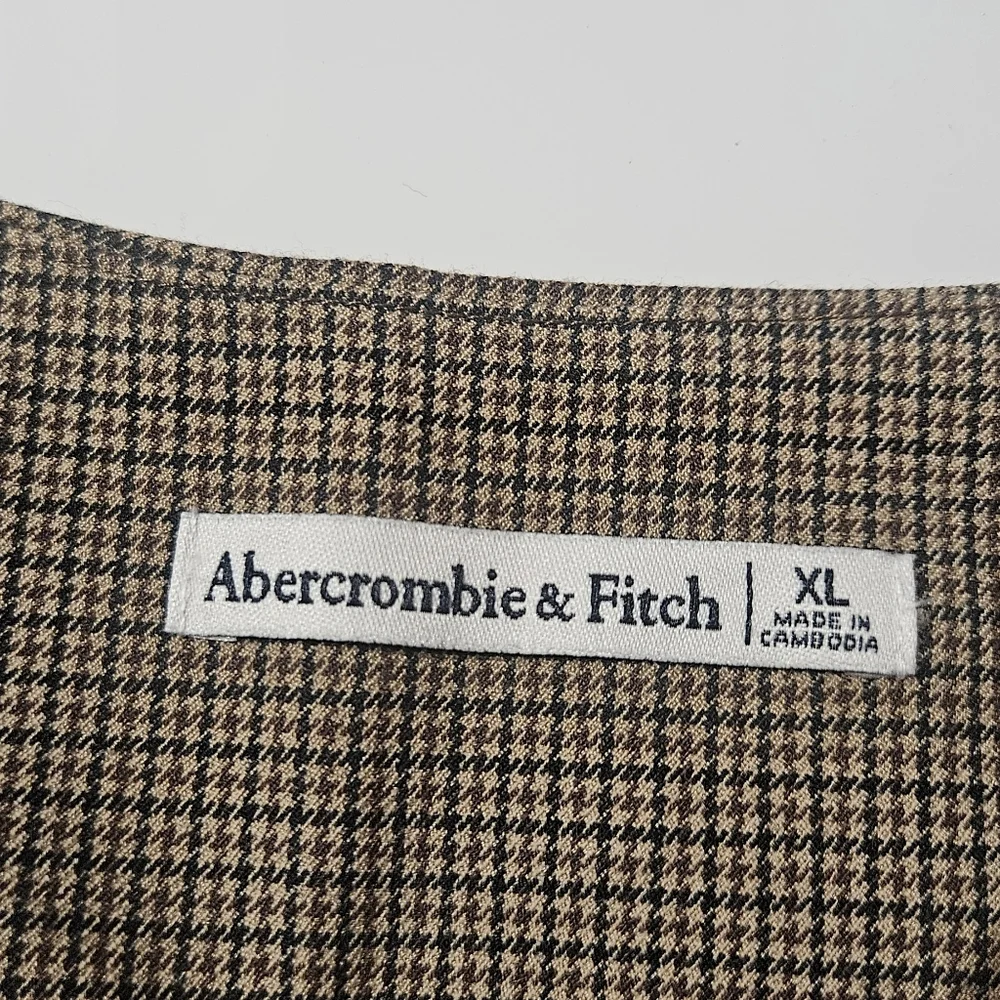 Abercrombie & Fitch
XL
MADE IN
CAMBODIA